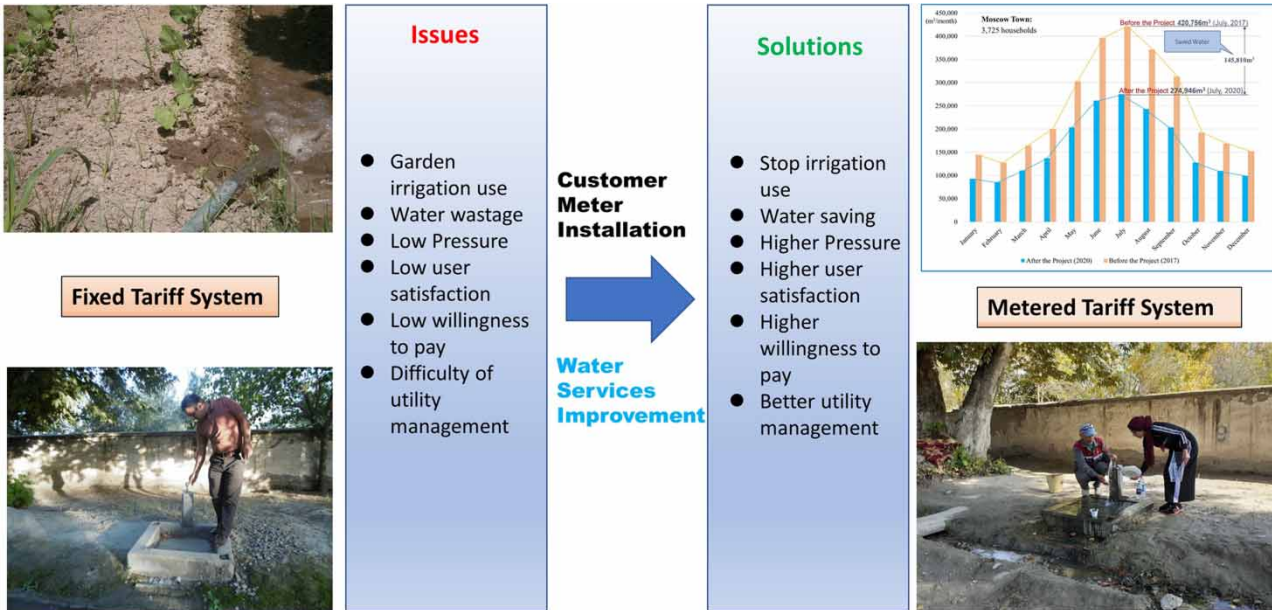 Issues
Garden
irrigation use
Water wastage
Low Pressure
Low user
satisfaction
Low willingness
to pay
Difficulty of
utility
management
Fixed Tariff System
Customer
Meter
Installation
Water
Services
Improvement
Solutions
Stop irrigation
use
Water saving
Higher Pressure
Higher user
satisfaction
Higher
willingness to
pay
Better utility
management
450,000
(m³/month)
400,000
350,000
300,000
250,000
200,000
150,000
100,000
50,000
0
Moscow Town:
3,725 households
Before the Project 420,756m³ (July, 2017)
Saved Water
145,810m³
After the Project 274,946m³ (July, 2020)
January
February
March
April
May
June
July
August
September
October
November
December
After the Project (2020)
Before the Project (2017)
Metered Tariff System